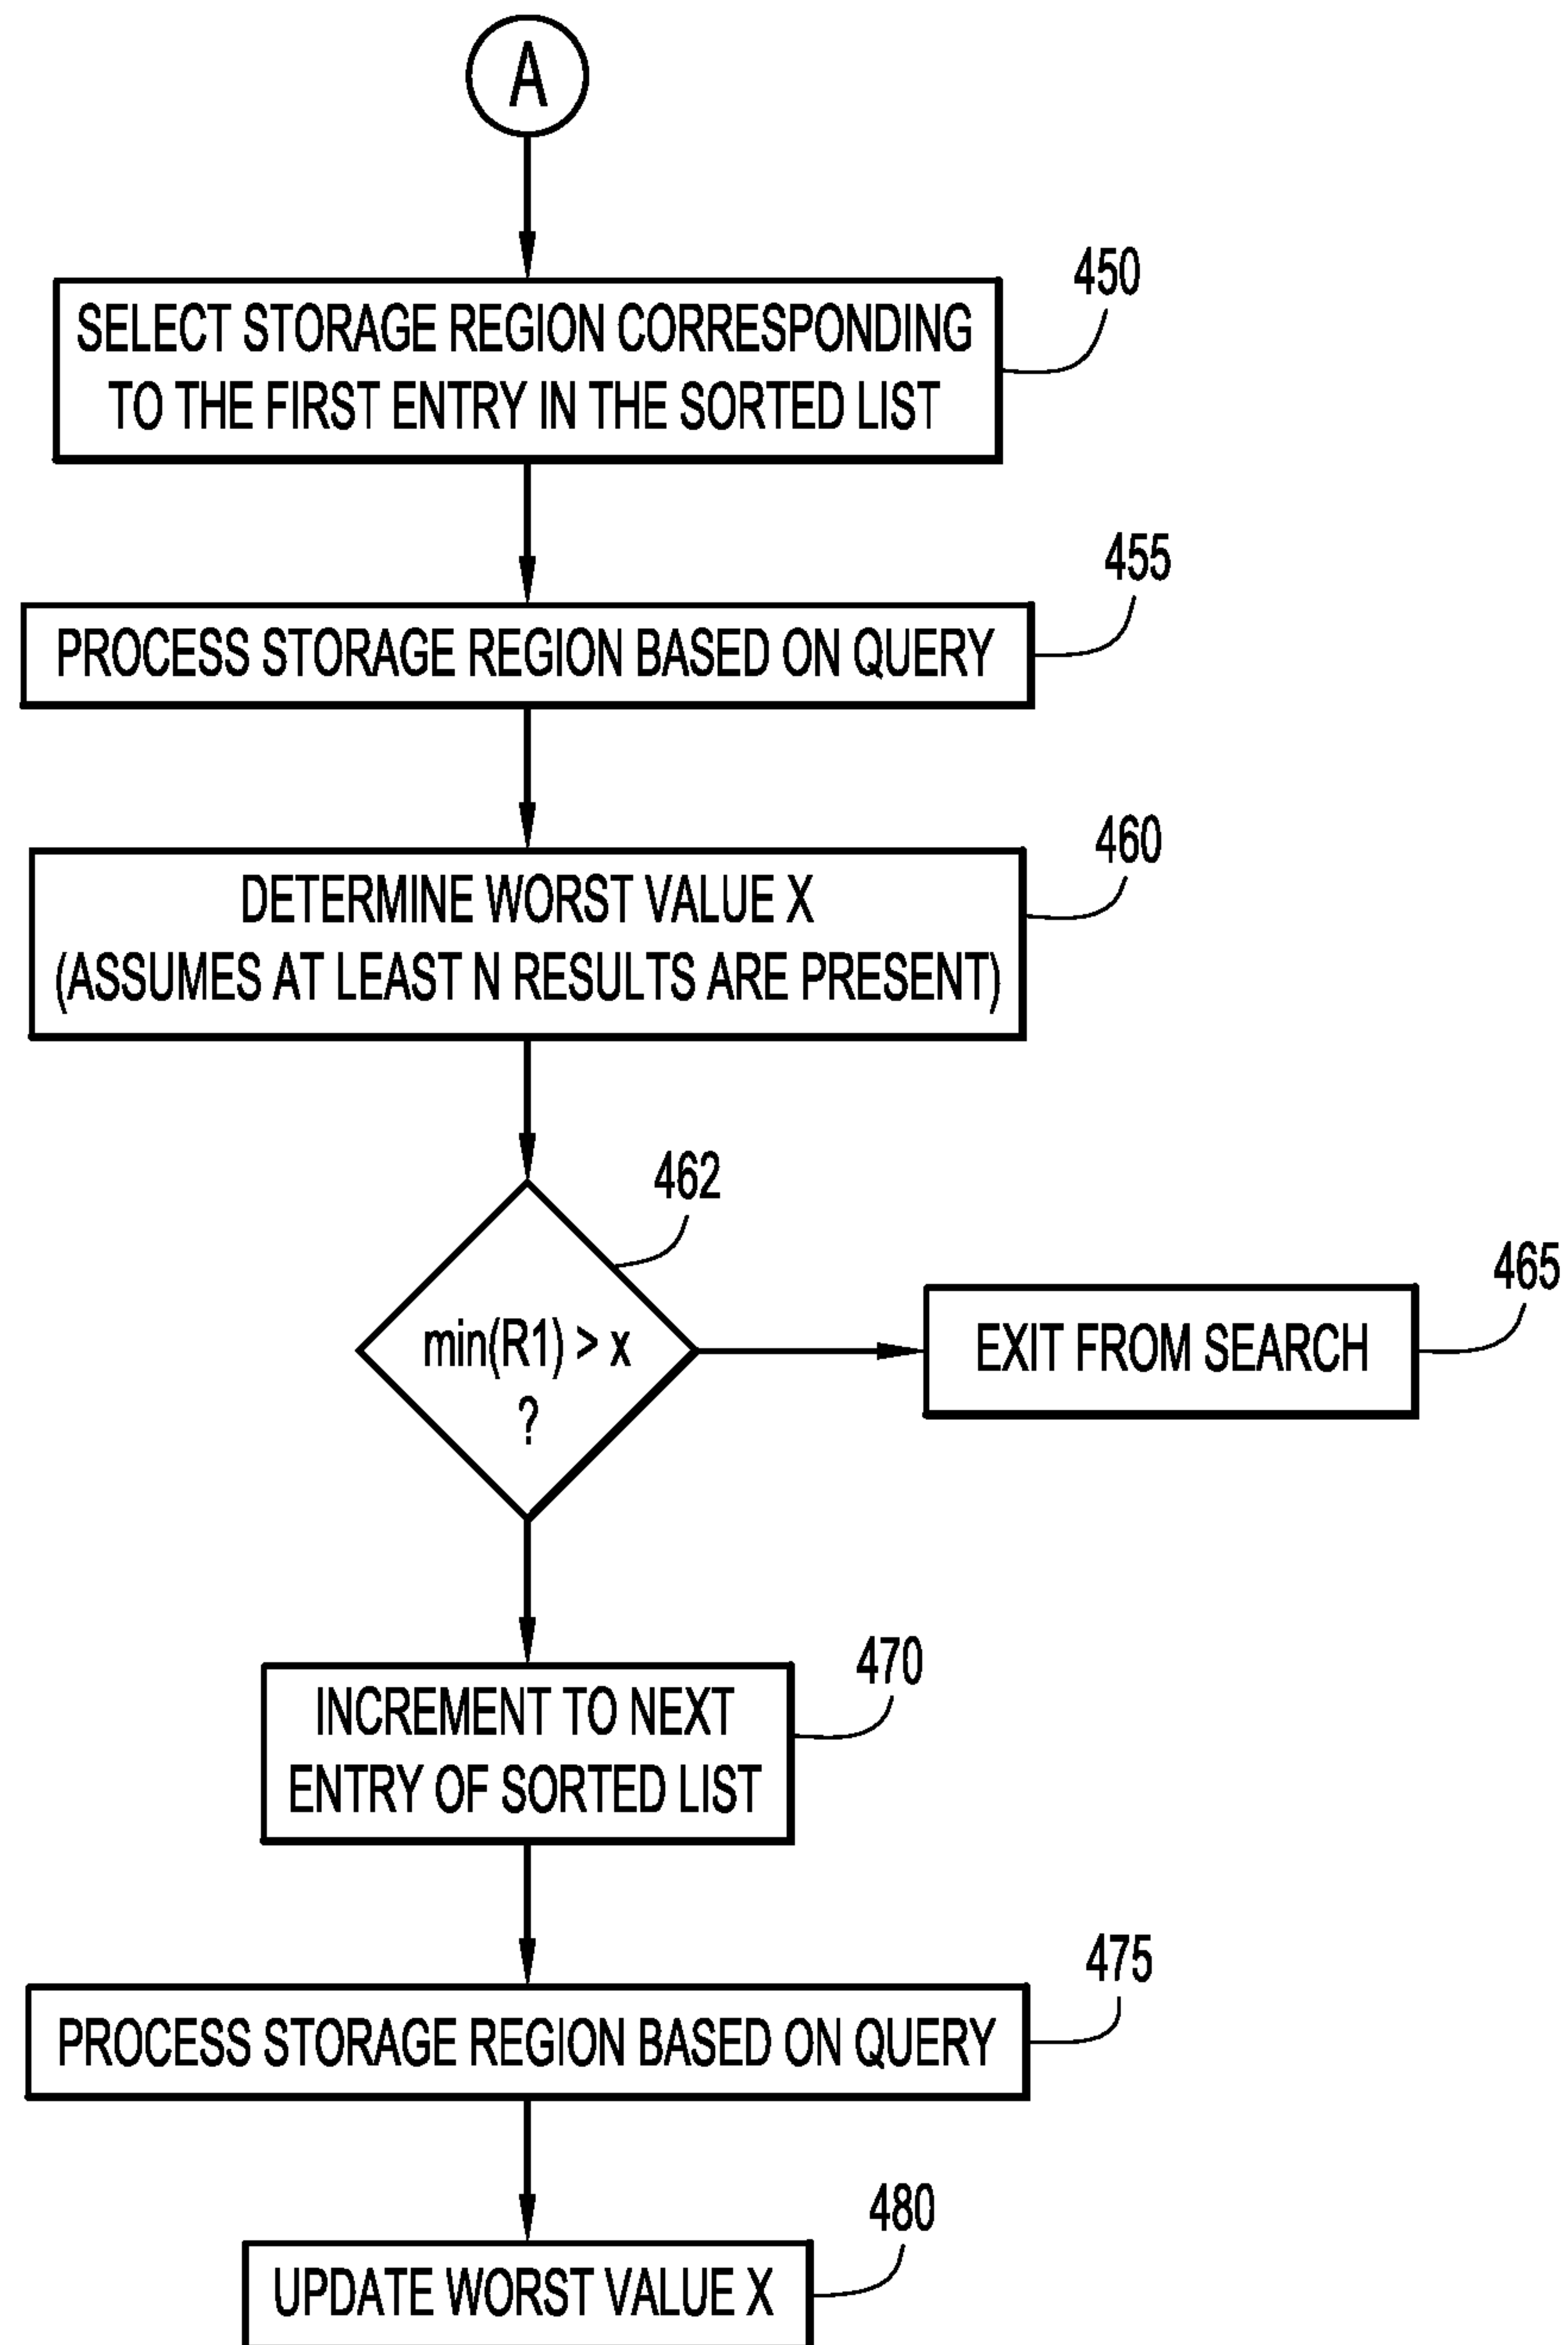 A
450
SELECT STORAGE REGION CORRESPONDING
TO THE FIRST ENTRY IN THE SORTED LIST
455
PROCESS STORAGE REGION BASED ON QUERY
460
DETERMINE WORST VALUE X
(ASSUMES AT LEAST N RESULTS ARE PRESENT)
462
min(R1) > x
?
465
EXIT FROM SEARCH
470
INCREMENT TO NEXT
ENTRY OF SORTED LIST
475
PROCESS STORAGE REGION BASED ON QUERY
480
UPDATE WORST VALUE X